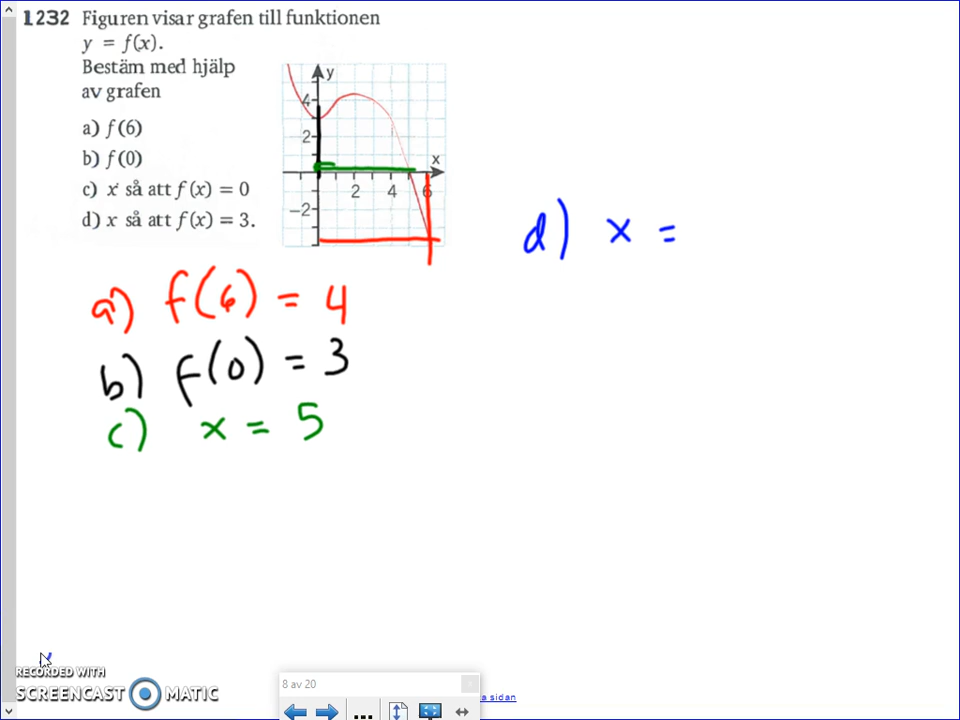 1232 Figuren visar grafen till funktionen
y = f(x).
Bestäm med hjälp
av grafen
a) f(6)
b) f(0)
c) x så att f(x) = 0
d) x så att f(x) = 3.
y
4
2
x
2 4 6
−2
d) x =
a) f(6) = 4
b) f(0) = 3
c) x = 5
RECORDED WITH
SCREENCAST MATIC
8 av 20
a sidan